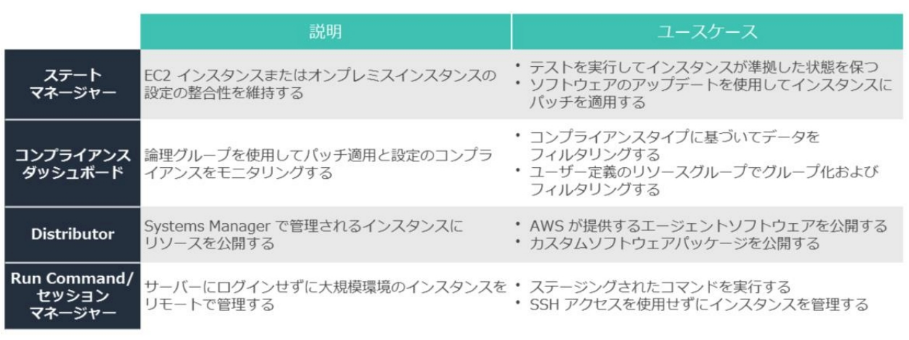 説明
ユースケース
ステート
マネージャー
EC2 インスタンスまたはオンプレミスインスタンスの
設定の整合性を維持する
• テストを実行してインスタンスが準拠した状態を保つ
• ソフトウェアのアップデートを使用してインスタンスに
パッチを適用する
コンプライアンス
ダッシュボード
論理グループを使用してパッチ適用と設定のコンプラ
イアンスをモニタリングする
• コンプライアンスタイプに基づいてデータを
フィルタリングする
• ユーザー定義のリソースグループでグループ化および
フィルタリングする
Distributor
Systems Manager で管理されるインスタンスに
リソースを公開する
• AWS が提供するエージェントソフトウェアを公開する
• カスタムソフトウェアパッケージを公開する
Run Command/
セッション
マネージャー
サーバーにログインせずに大規模環境のインスタンスを
リモートで管理する
• ステージングされたコマンドを実行する
• SSH アクセスを使用せずにインスタンスを管理する